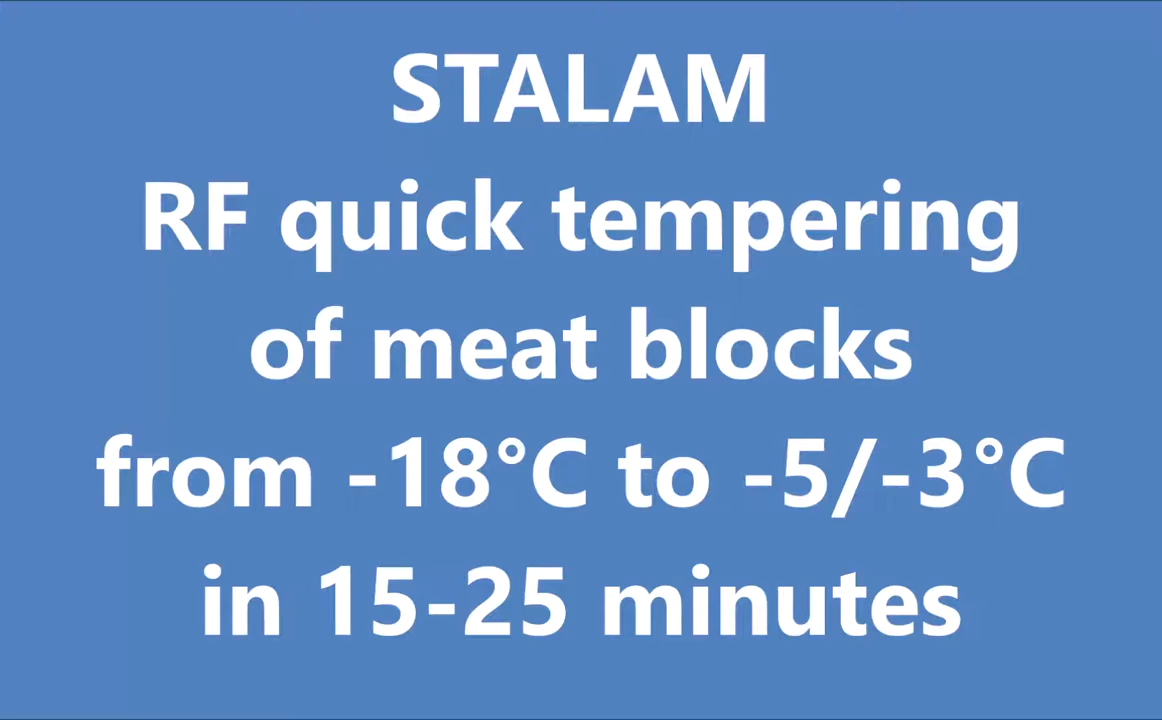 STALAM
RF quick tempering
of meat blocks
from -18°C to -5/-3°C
in 15-25 minutes